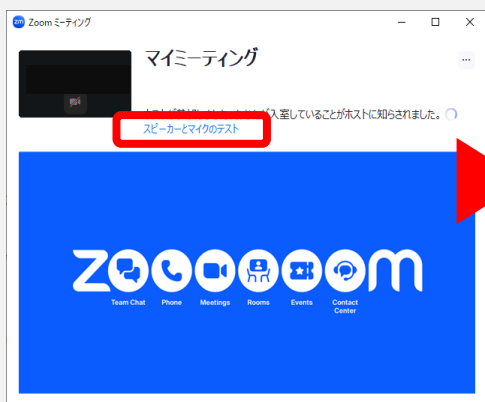 Zoom ミーティング
マイミーティング
入室していることがホストに知らされました。
スピーカーとマイクのテスト
ZOOOOOOM
Team Chat
Phone
Meetings
Rooms
Events
Contact
Center